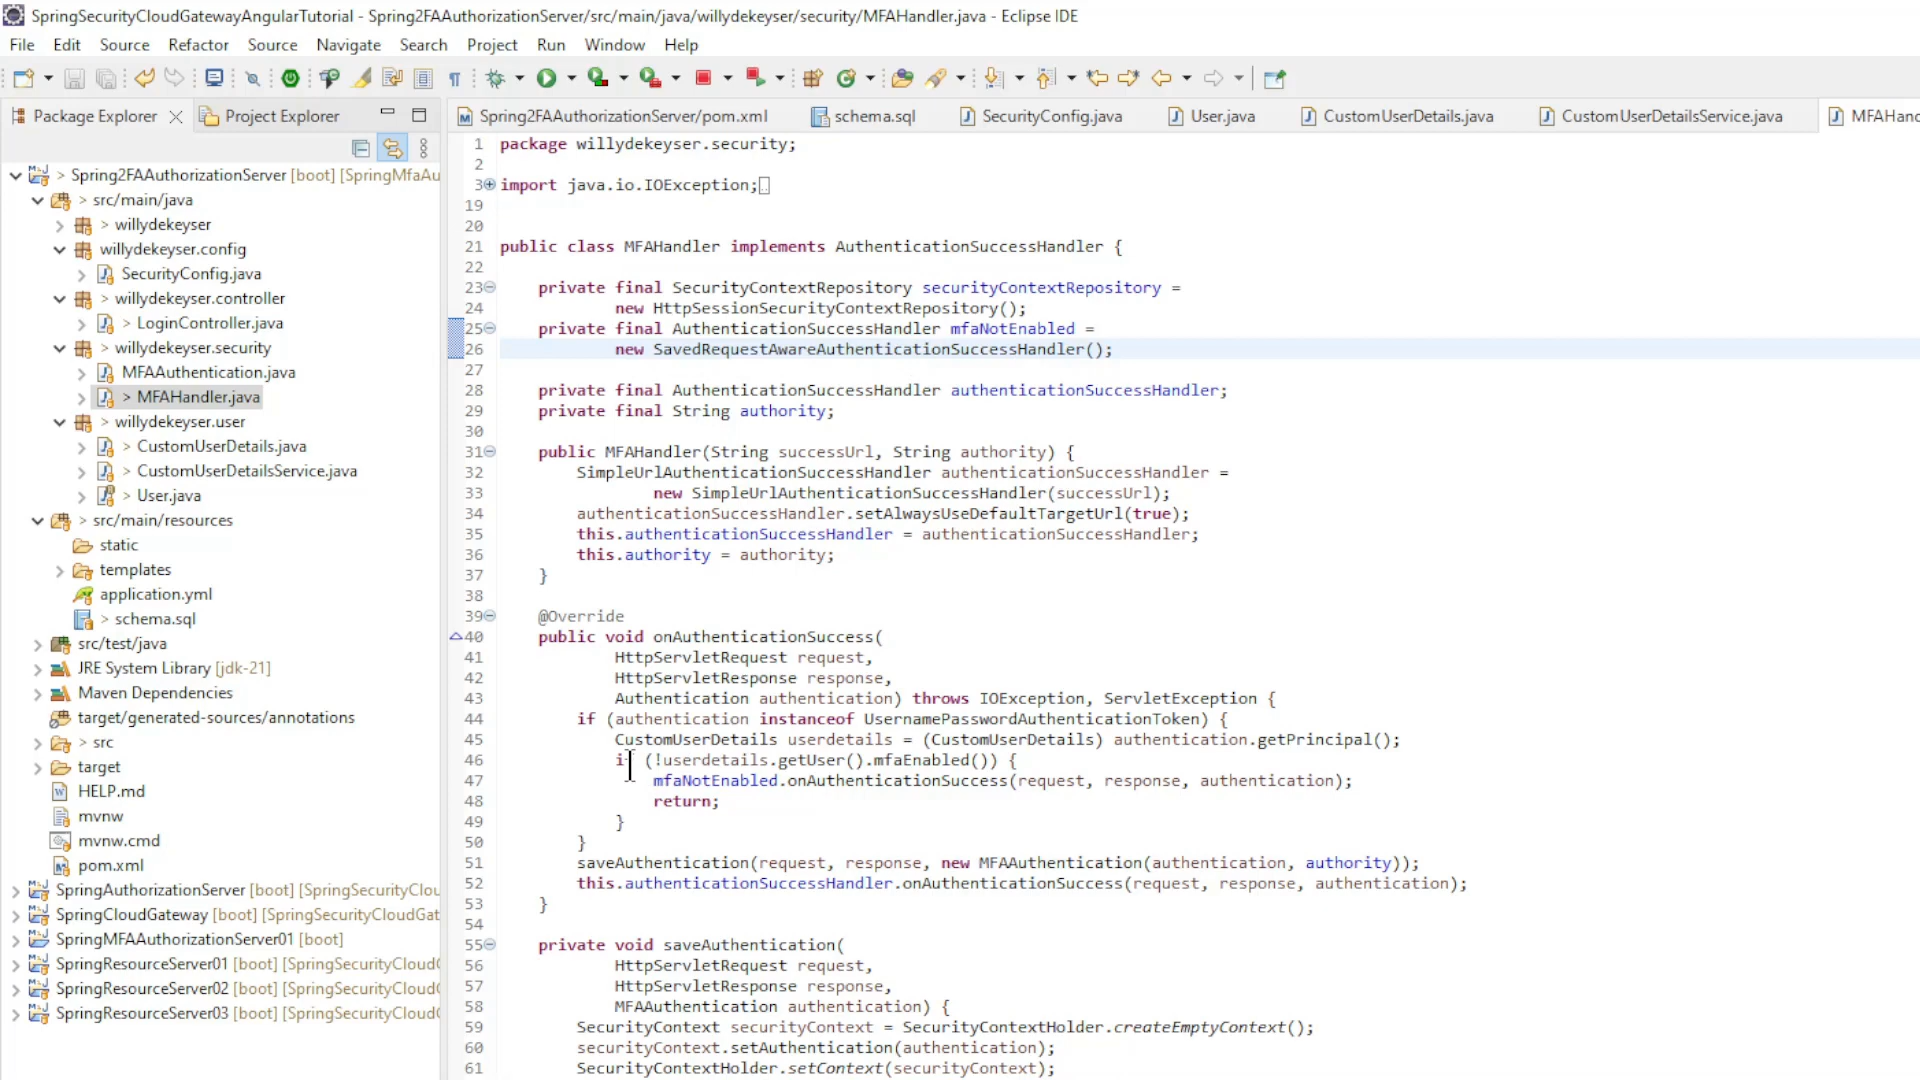 SpringSecurityCloudGatewayAngularTutorial - Spring2FAAuthorizationServer/src/main/java/willydekeyser/security/MFAHandler.java - Eclipse IDE
File Edit Source Refactor Source Navigate Search Project Run Window Help
Package Explorer Project Explorer
Spring2FAAuthorizationServer/pom.xml schema.sql SecurityConfig.java User.java CustomUserDetails.java CustomUserDetailsService.java MFAHand
> Spring2FAAuthorizationServer [boot] [SpringMfaAu
> src/main/java
> willydekeyser
willydekeyser.config
SecurityConfig.java
> willydekeyser.controller
> LoginController.java
> willydekeyser.security
MFAAuthentication.java
> MFAHandler.java
> willydekeyser.user
> CustomUserDetails.java
> CustomUserDetailsService.java
> User.java
> src/main/resources
static
templates
application.yml
> schema.sql
src/test/java
JRE System Library [jdk-21]
Maven Dependencies
target/generated-sources/annotations
> src
target
HELP.md
mvnw
mvnw.cmd
pom.xml
SpringAuthorizationServer [boot] [SpringSecurityClou
SpringCloudGateway [boot] [SpringSecurityCloudGat
SpringMFAAuthorizationServer01 [boot]
SpringResourceServer01 [boot] [SpringSecurityCloud
SpringResourceServer02 [boot] [SpringSecurityCloud
SpringResourceServer03 [boot] [SpringSecurityCloud
1 package willydekeyser.security;
2
3 import java.io.IOException;
19
20
21 public class MFAHandler implements AuthenticationSuccessHandler {
22
23 private final SecurityContextRepository securityContextRepository =
24 new HttpSessionSecurityContextRepository();
25 private final AuthenticationSuccessHandler mfaNotEnabled =
26 new SavedRequestAwareAuthenticationSuccessHandler();
27
28 private final AuthenticationSuccessHandler authenticationSuccessHandler;
29 private final String authority;
30
31 public MFAHandler(String successUrl, String authority) {
32 SimpleUrlAuthenticationSuccessHandler authenticationSuccessHandler =
33 new SimpleUrlAuthenticationSuccessHandler(successUrl);
34 authenticationSuccessHandler.setAlwaysUseDefaultTargetUrl(true);
35 this.authenticationSuccessHandler = authenticationSuccessHandler;
36 this.authority = authority;
37 }
38
39 @Override
40 public void onAuthenticationSuccess(
41 HttpServletRequest request,
42 HttpServletResponse response,
43 Authentication authentication) throws IOException, ServletException {
44 if (authentication instanceof UsernamePasswordAuthenticationToken) {
45 CustomUserDetails userdetails = (CustomUserDetails) authentication.getPrincipal();
46 if (!userdetails.getUser().mfaEnabled()) {
47 mfaNotEnabled.onAuthenticationSuccess(request, response, authentication);
48 return;
49 }
50 }
51 saveAuthentication(request, response, new MFAAuthentication(authentication, authority));
52 this.authenticationSuccessHandler.onAuthenticationSuccess(request, response, authentication);
53 }
54
55 private void saveAuthentication(
56 HttpServletRequest request,
57 HttpServletResponse response,
58 MFAAuthentication authentication) {
59 SecurityContext securityContext = SecurityContextHolder.createEmptyContext();
60 securityContext.setAuthentication(authentication);
61 SecurityContextHolder.setContext(securityContext);